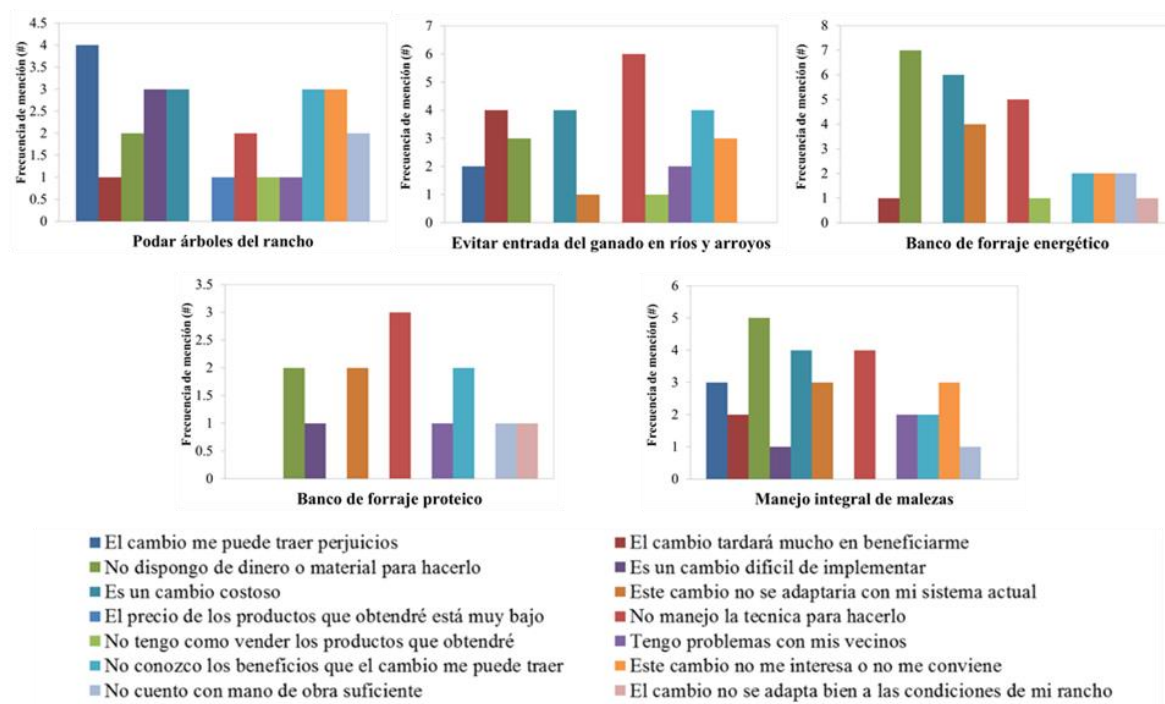 Frecuencia de mención (#)
4.5
4
3.5
3
2.5
2
1.5
1
0.5
0
Podar árboles del rancho
Frecuencia de mención (#)
7
6
5
4
3
2
1
0
Evitar entrada del ganado en ríos y arroyos
Frecuencia de mención (#)
8
7
6
5
4
3
2
1
0
Banco de forraje energético
Frecuencia de mención (#)
3.5
3
2.5
2
1.5
1
0.5
0
Banco de forraje proteico
Frecuencia de mención (#)
6
5
4
3
2
1
0
Manejo integral de malezas
El cambio me puede traer perjuicios
El cambio tardará mucho en beneficiarme
No dispongo de dinero o material para hacerlo
Es un cambio dificil de implementar
Es un cambio costoso
Este cambio no se adaptaria con mi sistema actual
El precio de los productos que obtendré está muy bajo
No manejo la tecnica para hacerlo
No tengo como vender los productos que obtendré
Tengo problemas con mis vecinos
No conozco los beneficios que el cambio me puede traer
Este cambio no me interesa o no me conviene
No cuento con mano de obra suficiente
El cambio no se adapta bien a las condiciones de mi rancho